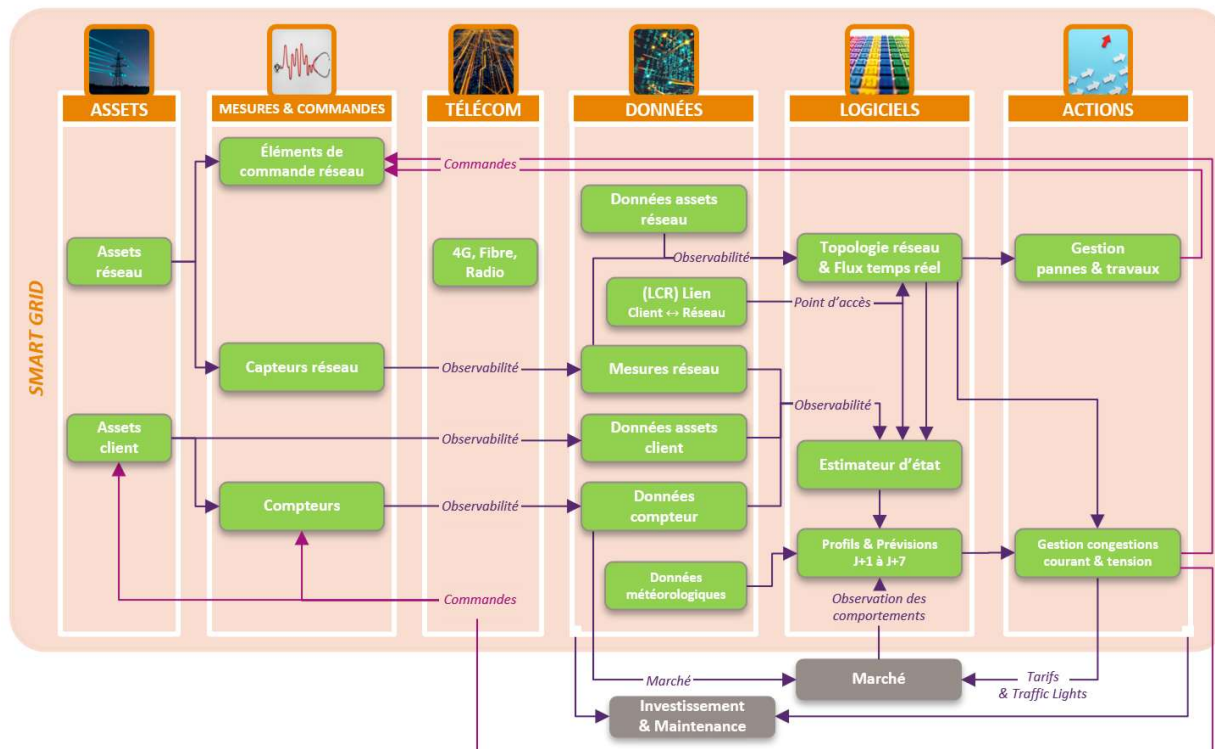 ASSETS
MESURES & COMMANDES
TÉLÉCOM
DONNÉES
LOGICIELS
ACTIONS
SMART GRID
Éléments de
commande réseau
Commandes
Données assets
réseau
Assets
réseau
4G, Fibre,
Radio
Observabilité
Topologie réseau
& Flux temps réel
Gestion
pannes & travaux
(LCR) Lien
Client ↔ Réseau
Point d'accès
Capteurs réseau
Observabilité
Mesures réseau
Observabilité
Assets
client
Observabilité
Données assets
client
Estimateur d'état
Compteurs
Observabilité
Données
compteur
Profils & Prévisions
J+1 à J+7
Gestion congestions
courant & tension
Données
météorologiques
Commandes
Observation des
comportements
Marché
Marché
Tarifs
& Traffic Lights
Investissement
& Maintenance